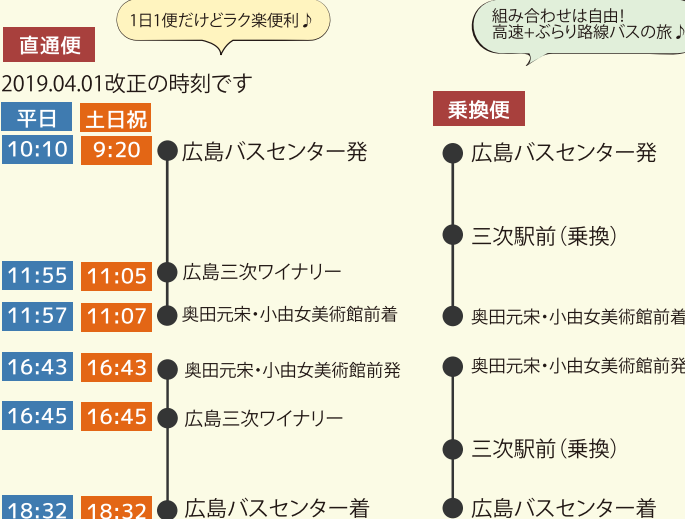 1日1便だけどラク楽便利♪
直通便
2019.04.01改正の時刻です
平日 土日祝
10:10 9:20 広島バスセンター発
11:55 11:05 広島三次ワイナリー
11:57 11:07 奥田元宋・小由女美術館前着
16:43 16:43 奥田元宋・小由女美術館前発
16:45 16:45 広島三次ワイナリー
18:32 18:32 広島バスセンター着
組み合わせは自由!
高速+ぶらり路線バスの旅♪
乗換便
広島バスセンター発
三次駅前(乗換)
奥田元宋・小由女美術館前着
奥田元宋・小由女美術館前発
三次駅前(乗換)
広島バスセンター着